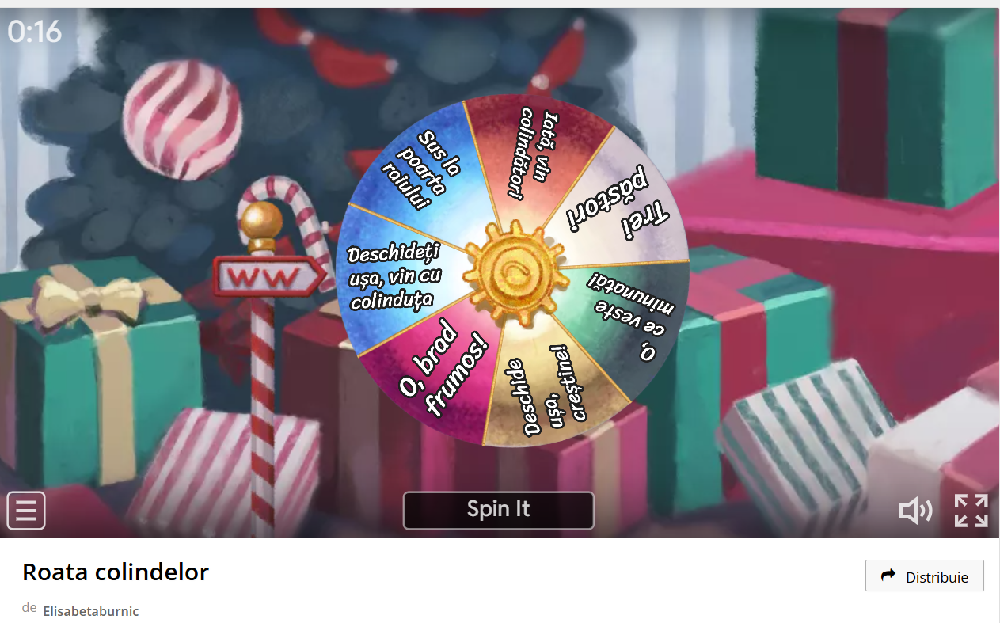 0:16
Iată, vin
colindători
Trei
păstori
O,
ce veste
minunată!
Deschide
ușa,
creștine!
O, brad
frumos!
Deschideți
ușa, vin cu
colindița
Sus la
poarta
raiului
WW
Spin It
Roata colindelor
de Elisabetaburnic
Distribuie